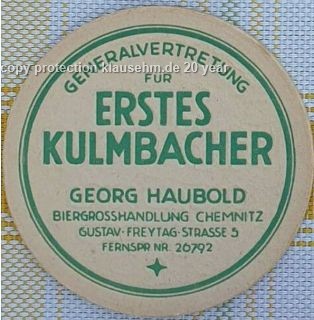 GENERALVERTRETUNG
copy protection klausehm.de 20 year
FÜR
ERSTES
KULMBACHER
GEORG HAUBOLD
BIERGROSSHANDLUNG CHEMNITZ
GUSTAV-FREYTAG-STRASSE 5
FERNSPR NR. 26792